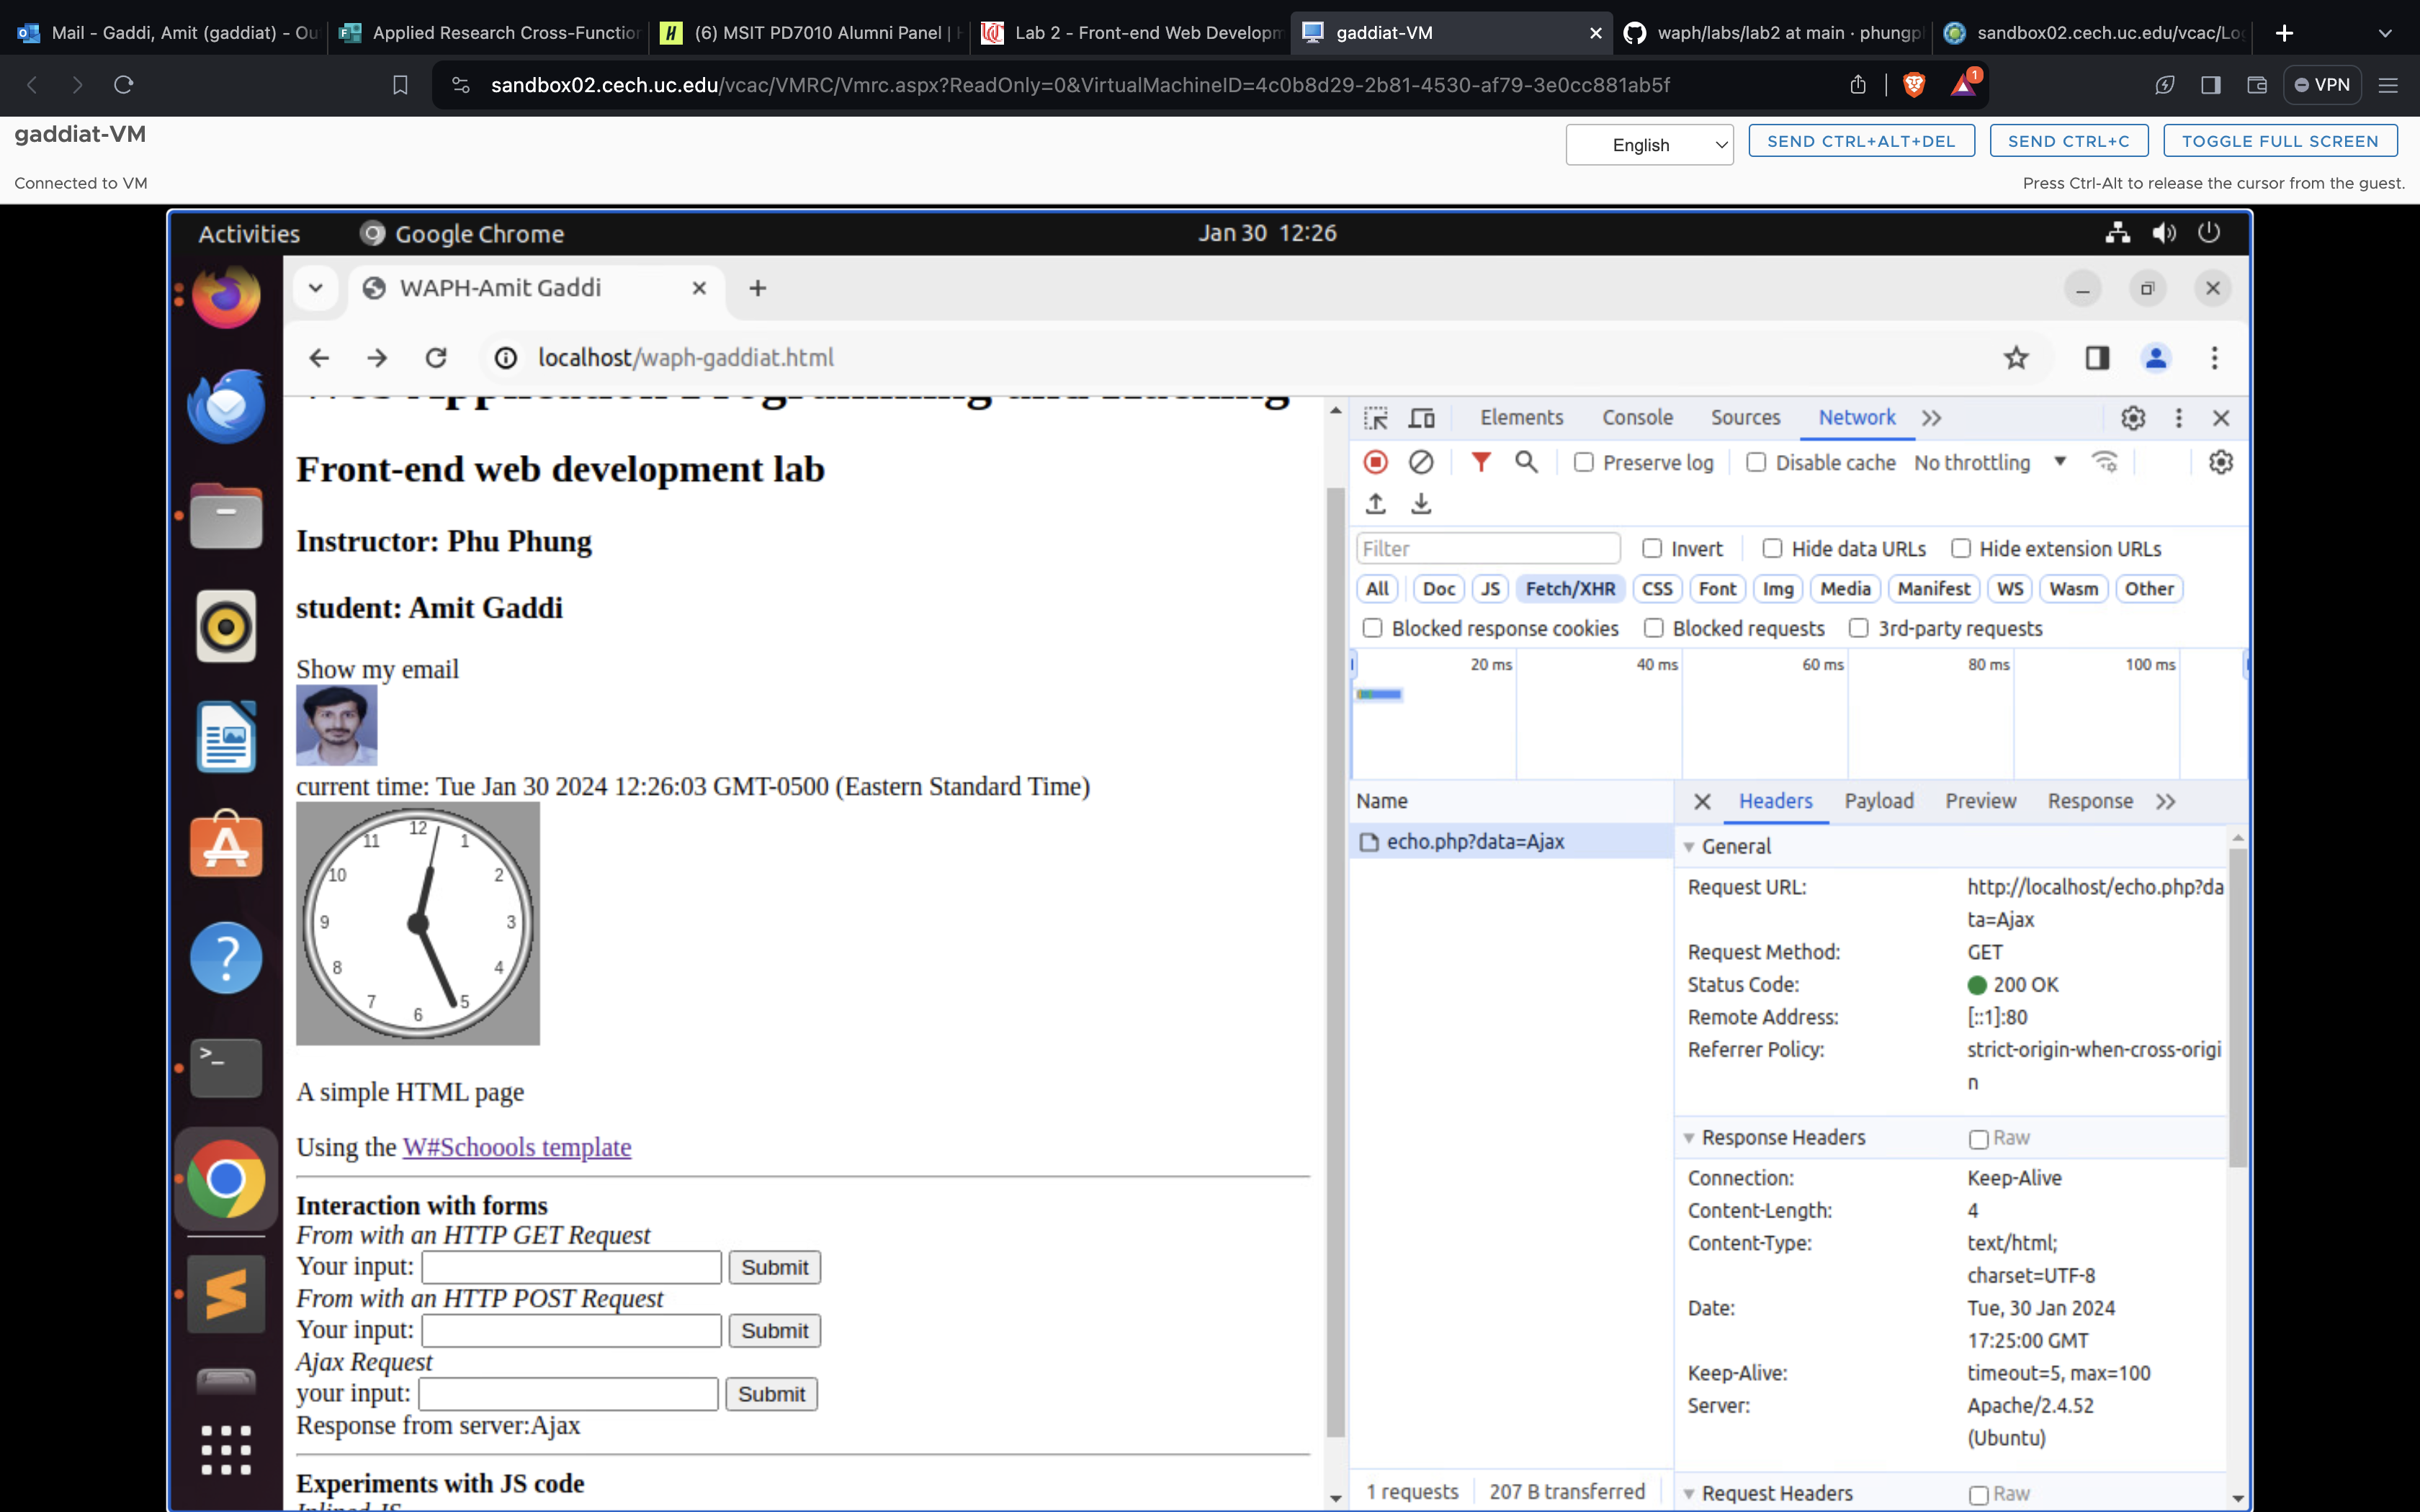 Mail - Gaddi, Amit (gaddiat) - Ou
Applied Research Cross-Function
(6) MSIT PD7010 Alumni Panel |
Lab 2 - Front-end Web Developm
gaddiat-VM
waph/labs/lab2 at main · phungp
sandbox02.cech.uc.edu/vcac/Lo
sandbox02.cech.uc.edu/vcac/VMRC/Vmrc.aspx?ReadOnly=0&VirtualMachineID=4c0b8d29-2b81-4530-af79-3e0cc881ab5f
1
VPN
gaddiat-VM
English
SEND CTRL+ALT+DEL
SEND CTRL+C
TOGGLE FULL SCREEN
Connected to VM
Press Ctrl-Alt to release the cursor from the guest.
Activities
Google Chrome
Jan 30 12:26
WAPH-Amit Gaddi
localhost/waph-gaddiat.html
Web Application Programming and Hacking
Front-end web development lab
Instructor: Phu Phung
student: Amit Gaddi
Show my email
current time: Tue Jan 30 2024 12:26:03 GMT-0500 (Eastern Standard Time)
12
1
2
3
4
5
6
7
8
9
10
11
A simple HTML page
Using the W#Schoools template
Interaction with forms
From with an HTTP GET Request
Your input: Submit
From with an HTTP POST Request
Your input: Submit
Ajax Request
your input: Submit
Response from server:Ajax
Experiments with JS code
Inlined JS
Elements Console Sources Network
Preserve log Disable cache No throttling
Filter Invert Hide data URLs Hide extension URLs
All Doc JS Fetch/XHR CSS Font Img Media Manifest WS Wasm Other
Blocked response cookies Blocked requests 3rd-party requests
20 ms 40 ms 60 ms 80 ms 100 ms
Name
echo.php?data=Ajax
1 requests 207 B transferred
Headers Payload Preview Response
General
Request URL: http://localhost/echo.php?da
ta=Ajax
Request Method: GET
Status Code: 200 OK
Remote Address: [::1]:80
Referrer Policy: strict-origin-when-cross-origi
n
Response Headers Raw
Connection: Keep-Alive
Content-Length: 4
Content-Type: text/html;
charset=UTF-8
Date: Tue, 30 Jan 2024
17:25:00 GMT
Keep-Alive: timeout=5, max=100
Server: Apache/2.4.52
(Ubuntu)
Request Headers Raw